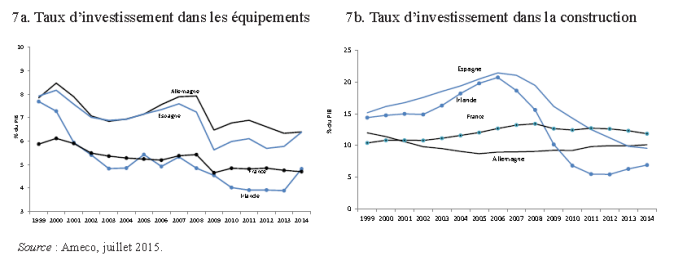 7a. Taux d'investissement dans les équipements
10
9
8
7
6
5
4
3
% du PIB
Allemagne
Espagne
France
Irlande
1999 2000 2001 2002 2003 2004 2005 2006 2007 2008 2009 2010 2011 2012 2013 2014
7b. Taux d'investissement dans la construction
25
20
15
10
5
0
% du PIB
Espagne
Irlande
France
Allemagne
1999 2000 2001 2002 2003 2004 2005 2006 2007 2008 2009 2010 2011 2012 2013 2014
Source : Ameco, juillet 2015.